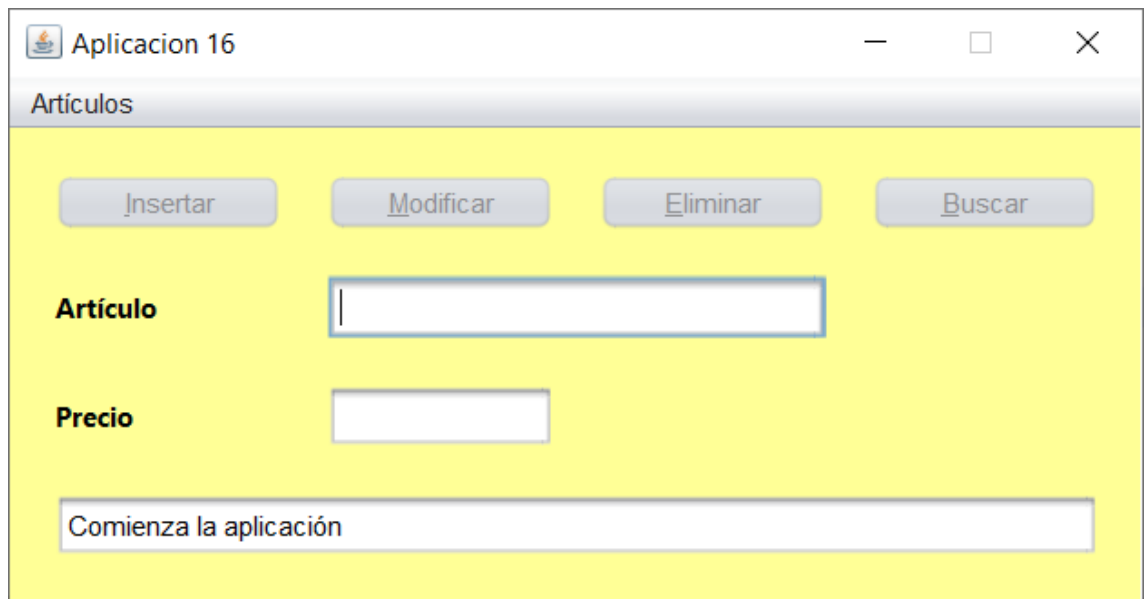 Aplicacion 16
Artículos
Insertar Modificar Eliminar Buscar
Artículo
Precio
Comienza la aplicación